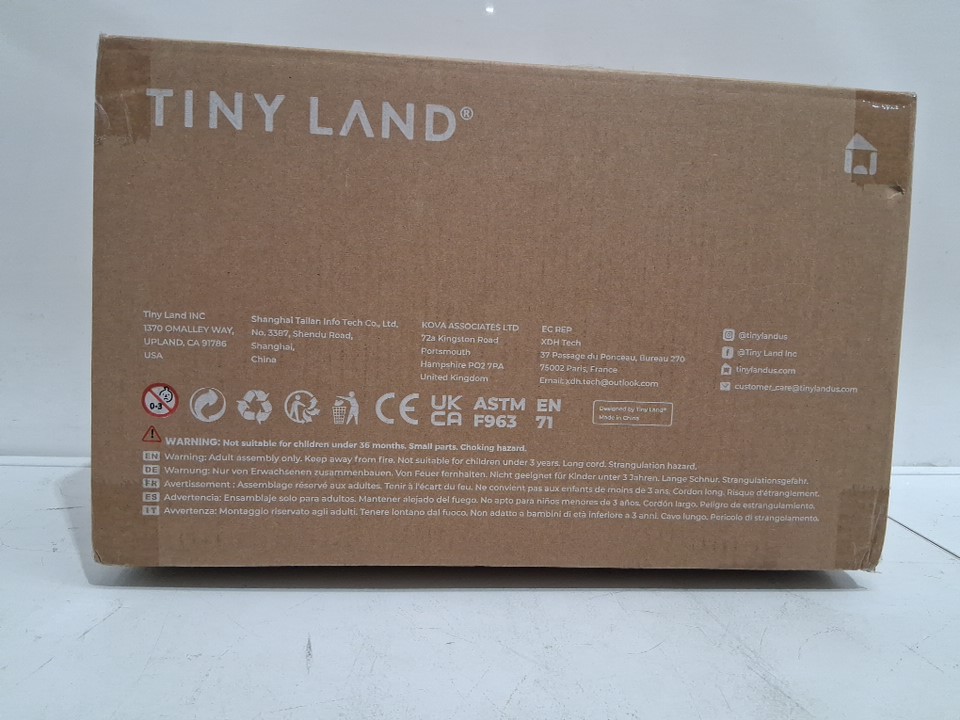 TINY LAND®
Tiny Land INC
1370 OMALLEY WAY,
UPLAND, CA 91786
USA
Shanghai Tallan Info Tech Co., Ltd,
No, 3387, Shendu Road,
Shanghai,
China
KOVA ASSOCIATES LTD
72a Kingston Road
Portsmouth
Hampshire PO2 7PA
United Kingdom
EC REP
XDH Tech
37 Passage du Ponceau, Bureau 270
75002 Paris, France
Email:xdh.tech@outlook.com
@tinylandus
@Tiny Land Inc
tinylandus.com
customer_care@tinylandus.com
0-3
CE
UK
CA
ASTM
F963
EN
71
Designed by Tiny Land®
Made in China
WARNING: Not suitable for children under 36 months. Small parts. Choking hazard.
EN Warning: Adult assembly only. Keep away from fire. Not suitable for children under 3 years. Long cord. Strangulation hazard.
DE Warnung: Nur von Erwachsenen zusammenbauen. Von Feuer fernhalten. Nicht geeignet für Kinder unter 3 Jahren. Lange Schnur. Strangulationsgefahr.
FR Avertissement : Assemblage réservé aux adultes. Tenir à l'écart du feu. Ne convient pas aux enfants de moins de 3 ans. Cordon long. Risque d'étranglement.
ES Advertencia: Ensamblaje solo para adultos. Mantener alejado del fuego. No apto para niños menores de 3 años. Cordón largo. Peligro de estrangulamiento.
IT Avvertenza: Montaggio riservato agli adulti. Tenere lontano dal fuoco. Non adatto a bambini di età inferiore a 3 anni. Cavo lungo. Pericolo di strangolamento.